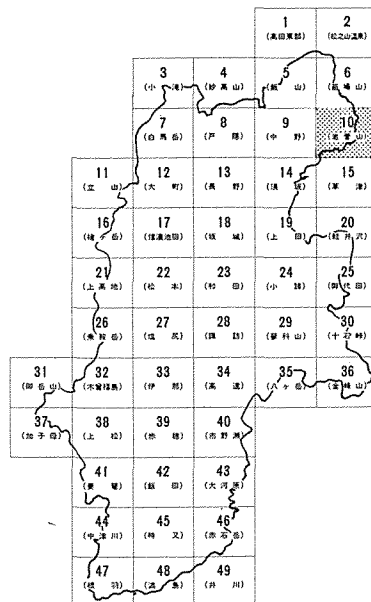 1 2
(高田東部) (松之山温泉)
3 4 5 6
(小滝) (妙高山) (飯山) (苗場山)
7 8 9 10
(白馬岳) (戸隠) (中野)
11 12 13 14 15
(立山) (大町) (長野) (須坂) (草津)
16 17 18 19 20
(槍ヶ岳) (信濃池田) (坂城) (上田) (軽井沢)
21 22 23 24 25
(上高地) (松本) (和田) (小諸) (御代田)
26 27 28 29 30
(乗鞍岳) (塩尻) (諏訪) (蓼科山) (十石峠)
31 32 33 34 35 36
(御岳山) (木曽福島) (伊那) (高遠) (八ヶ岳) (金峰山)
37 38 39 40
(加子母) (上松) (赤穂) (市野瀬)
41 42 43
(妻籠) (飯田) (大河原)
44 45 46
(中津川) (時又) (赤石岳)
47 48 49
(根羽) (満島) (井川)